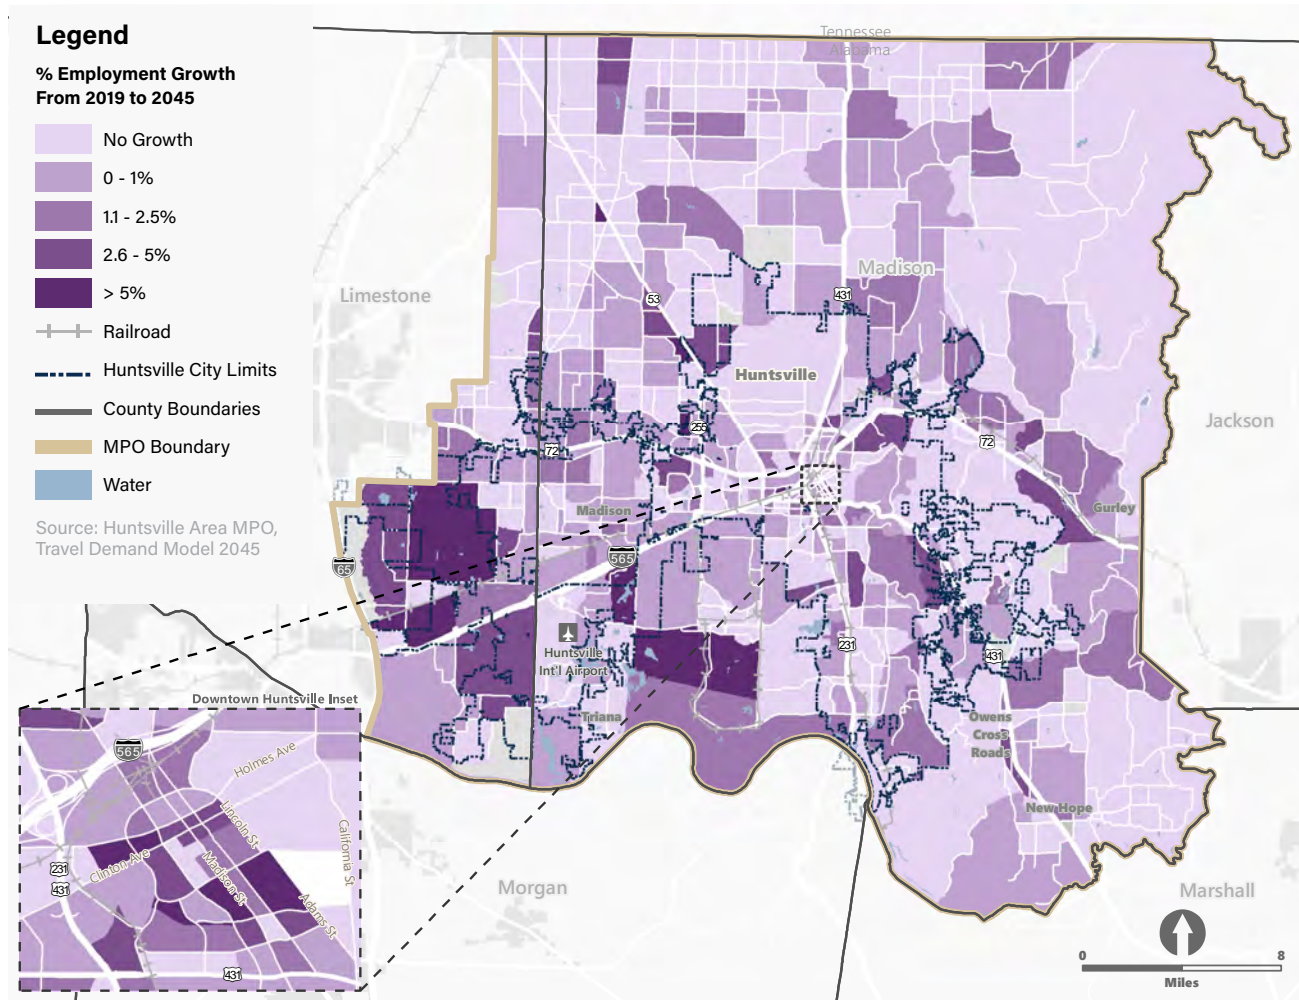 Legend
% Employment Growth
From 2019 to 2045
No Growth
0 - 1%
1.1 - 2.5%
2.6 - 5%
> 5%
Railroad
Huntsville City Limits
County Boundaries
MPO Boundary
Water
Source: Huntsville Area MPO,
Travel Demand Model 2045
Tennessee
Alabama
Limestone
Madison
53
431
Huntsville
Jackson
255
72
72
Madison
Gurley
565
65
Huntsville
Int'l Airport
231
431
Triana
Owens
Cross
Roads
New Hope
Morgan
Marshall
0 8
Miles
Downtown Huntsville Inset
565
Holmes Ave
Lincoln St
California St
Clinton Ave
Madison St
231
431
Adams St
431